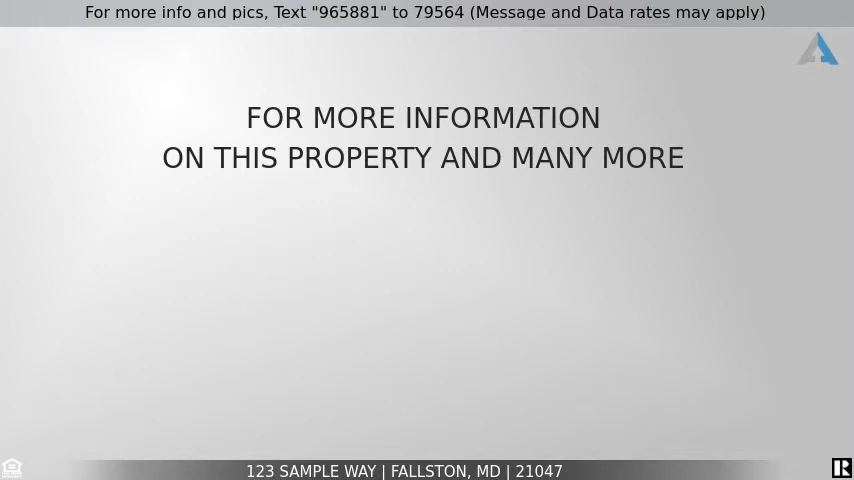 For more info and pics, Text "965881" to 79564 (Message and Data rates may apply)
FOR MORE INFORMATION
ON THIS PROPERTY AND MANY MORE
123 SAMPLE WAY | FALLSTON, MD | 21047